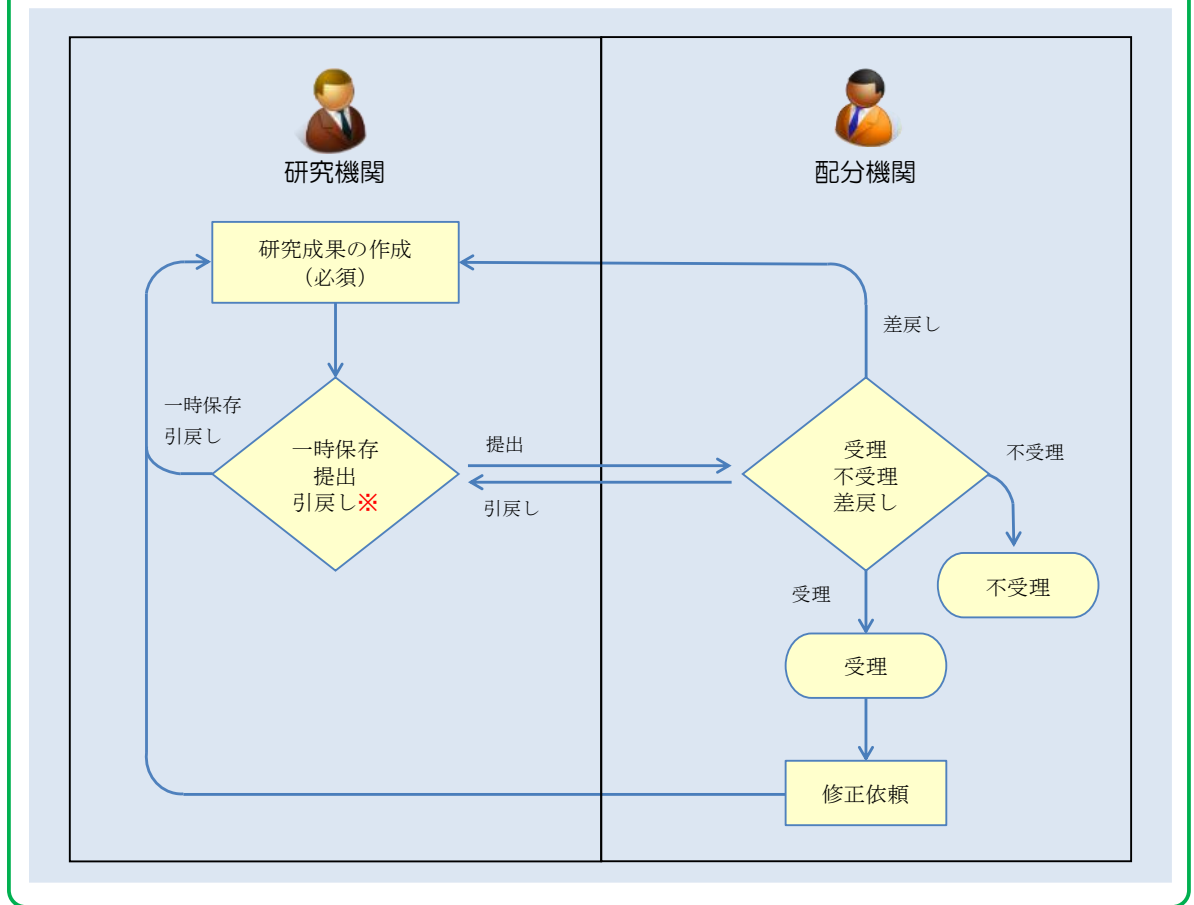 研究機関
配分機関
研究成果の作成
（必須）
差戻し
一時保存
引戻し
一時保存
提出
引戻し※
提出
引戻し
受理
不受理
差戻し
不受理
不受理
受理
受理
修正依頼